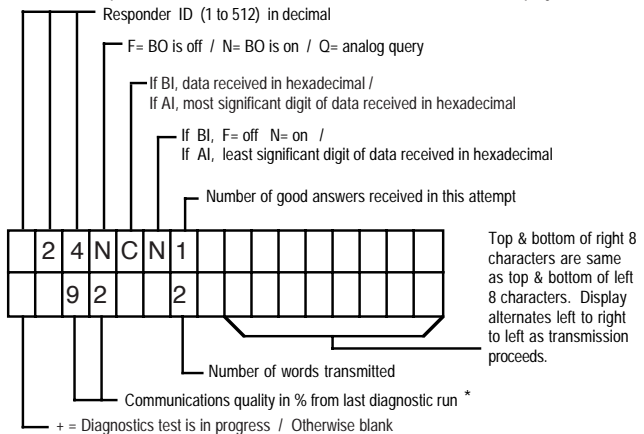 Responder ID (1 to 512) in decimal
F= BO is off / N= BO is on / Q= analog query
If BI, data received in hexadecimal /
If AI, most significant digit of data received in hexadecimal
If BI, F= off N= on /
If AI, least significant digit of data received in hexadecimal
Number of good answers received in this attempt
2 4 N C N 1
9 2 2
Top & bottom of right 8
characters are same
as top & bottom of left
8 characters. Display
alternates left to right
to left as transmission
proceeds.
Number of words transmitted
Communications quality in % from last diagnostic run *
+ = Diagnostics test is in progress / Otherwise blank